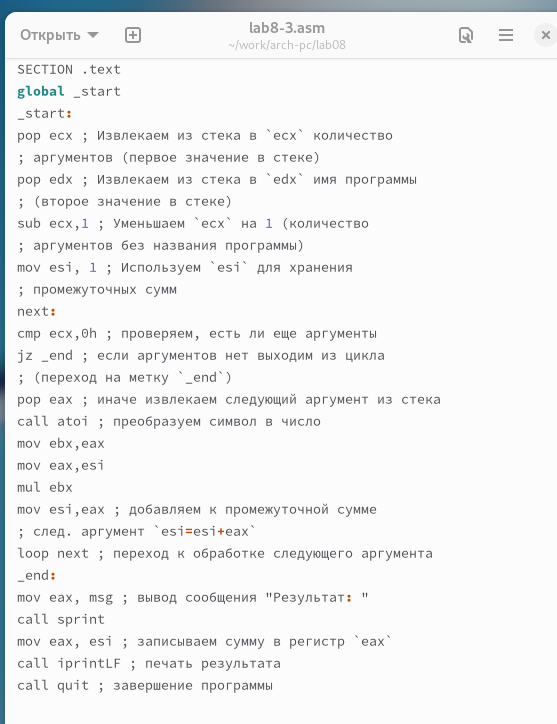 Открыть
lab8-3.asm
~/work/arch-pc/lab08
SECTION .text
global _start
_start:
pop ecx ; Извлекаем из стека в `ecx` количество
; аргументов (первое значение в стеке)
pop edx ; Извлекаем из стека в `edx` имя программы
; (второе значение в стеке)
sub ecx,1 ; Уменьшаем `ecx` на 1 (количество
; аргументов без названия программы)
mov esi, 1 ; Используем `esi` для хранения
; промежуточных сумм
next:
cmp ecx,0h ; проверяем, есть ли еще аргументы
jz _end ; если аргументов нет выходим из цикла
; (переход на метку `_end`)
pop eax ; иначе извлекаем следующий аргумент из стека
call atoi ; преобразуем символ в число
mov ebx,eax
mov eax,esi
mul ebx
mov esi,eax ; добавляем к промежуточной сумме
; след. аргумент `esi=esi+eax`
loop next ; переход к обработке следующего аргумента
_end:
mov eax, msg ; вывод сообщения "Результат: "
call sprint
mov eax, esi ; записываем сумму в регистр `eax`
call iprintLF ; печать результата
call quit ; завершение программы